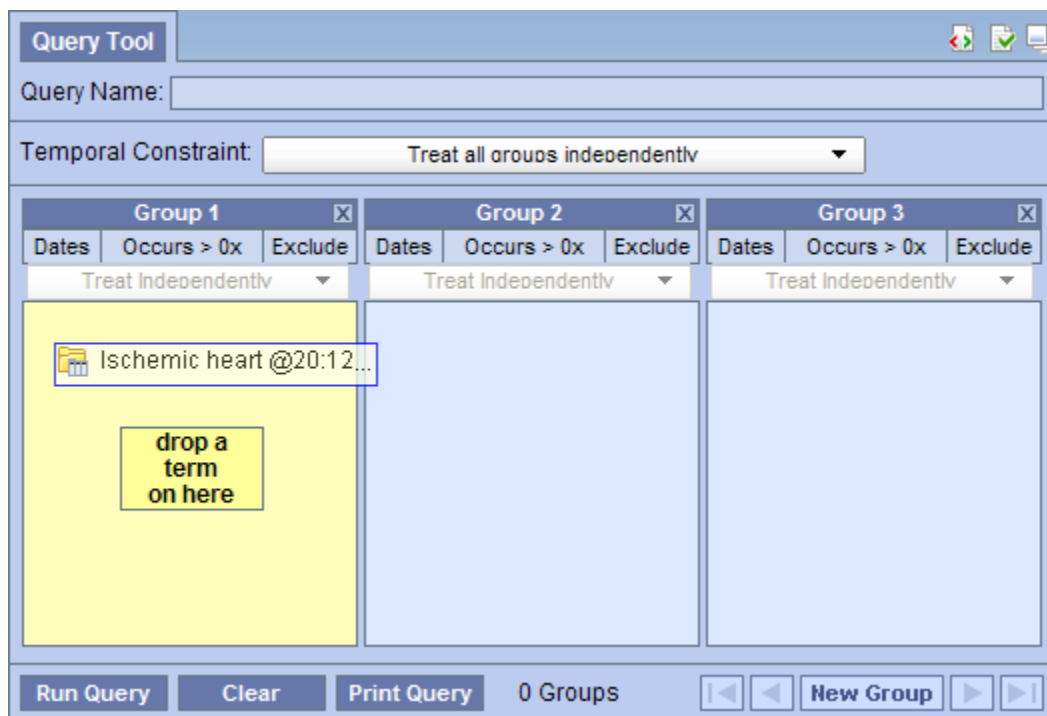 Query Tool
Query Name:
Temporal Constraint: Treat all groups independently
Group 1 X Group 2 X Group 3 X
Dates Occurs > 0x Exclude Dates Occurs > 0x Exclude Dates Occurs > 0x Exclude
Treat Independently Treat Independently Treat Independently
Ischemic heart @20:12...
drop a
term
on here
Run Query Clear Print Query 0 Groups New Group